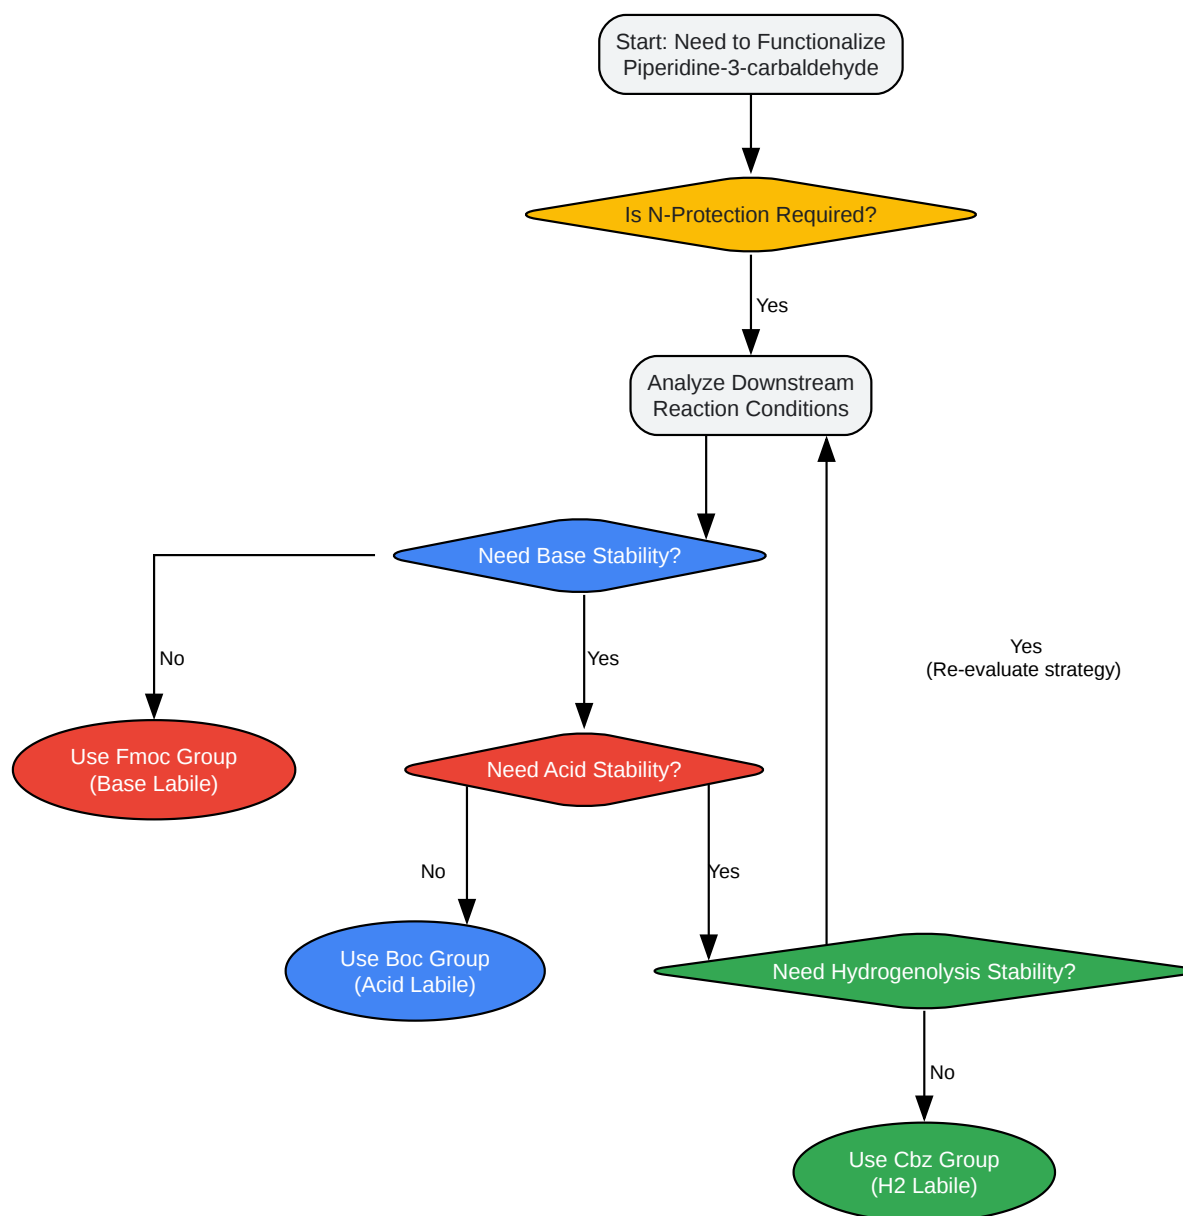 Start: Need to Functionalize
Piperidine-3-carbaldehyde
Is N-Protection Required?
Yes
Analyze Downstream
Reaction Conditions
Need Base Stability?
No
Yes
Yes
(Re-evaluate strategy)
Use Fmoc Group
(Base Labile)
Need Acid Stability?
No
Yes
Use Boc Group
(Acid Labile)
Need Hydrogenolysis Stability?
No
Use Cbz Group
(H2 Labile)